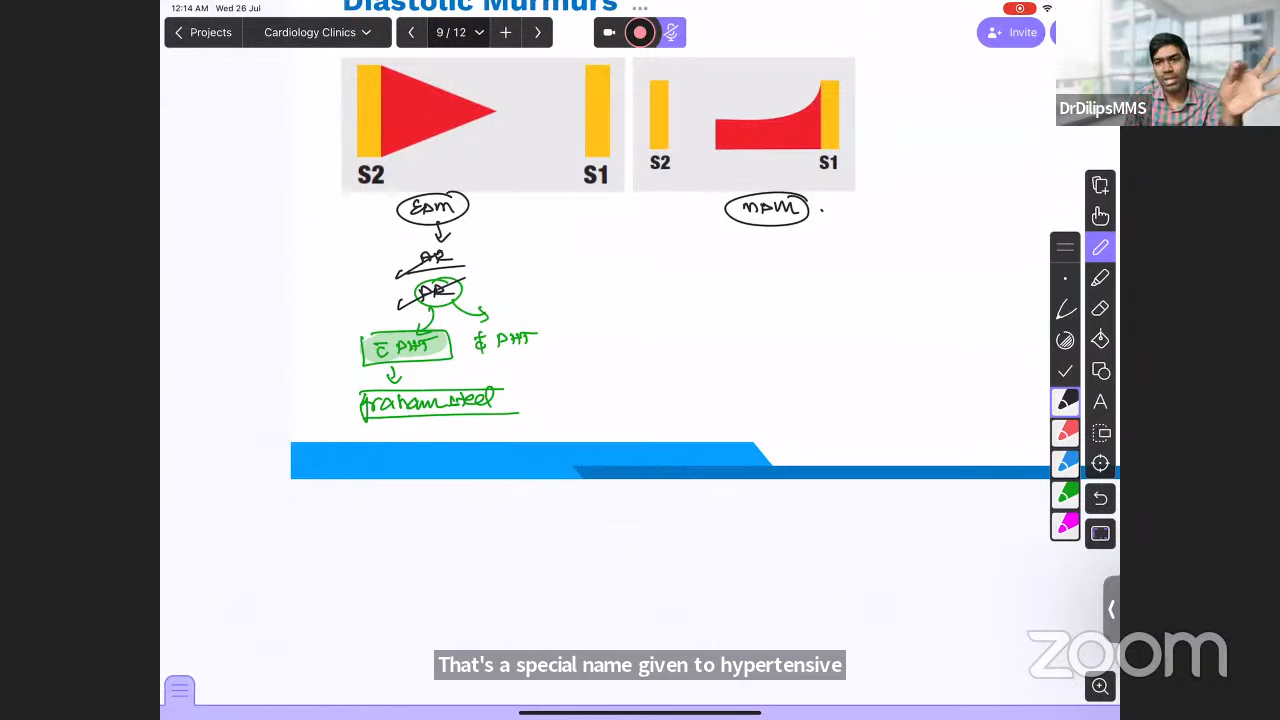 Diastolic Murmurs
12:14 AM Wed 26 Jul
Projects
Cardiology Clinics
9 / 12
Invite
DrDilipsMMS
S2
S1
S2
S1
EDM
MDM
AR
PR
c̄ PHT
PHT
Graham steel
A
That's a special name given to hypertensive
zoom